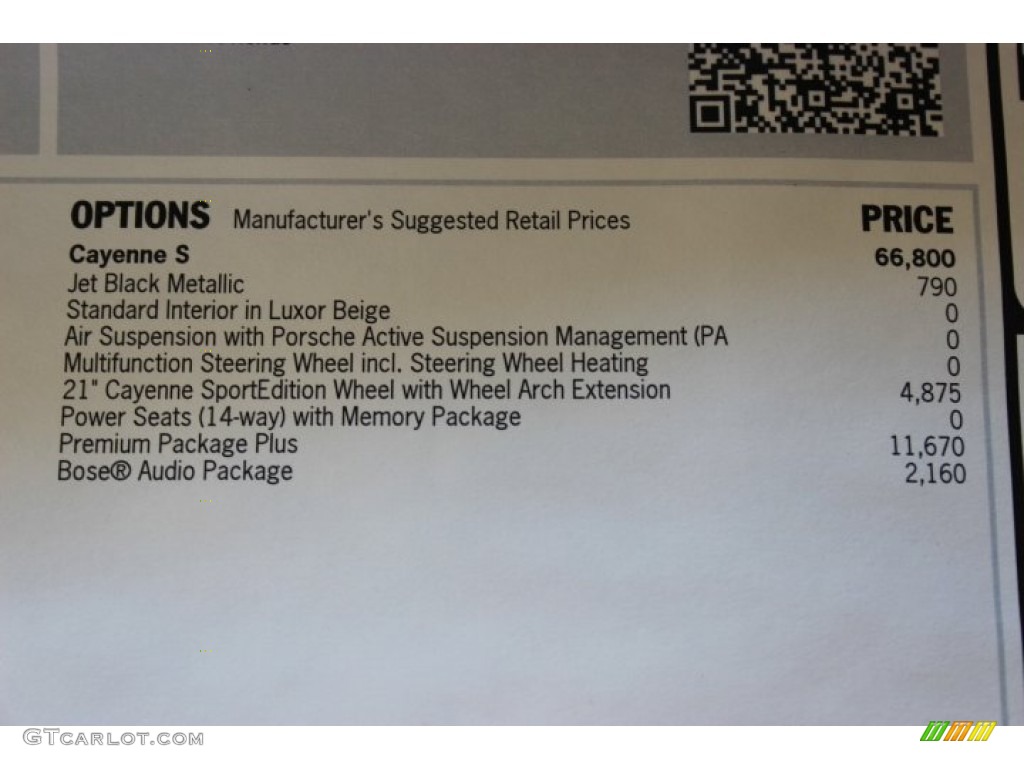 OPTIONS Manufacturer's Suggested Retail Prices PRICE
Cayenne S 66,800
Jet Black Metallic 790
Standard Interior in Luxor Beige 0
Air Suspension with Porsche Active Suspension Management (PA 0
Multifunction Steering Wheel incl. Steering Wheel Heating 0
21" Cayenne SportEdition Wheel with Wheel Arch Extension 4,875
Power Seats (14-way) with Memory Package 0
Premium Package Plus 11,670
Bose® Audio Package 2,160
GTCARLOT.COM